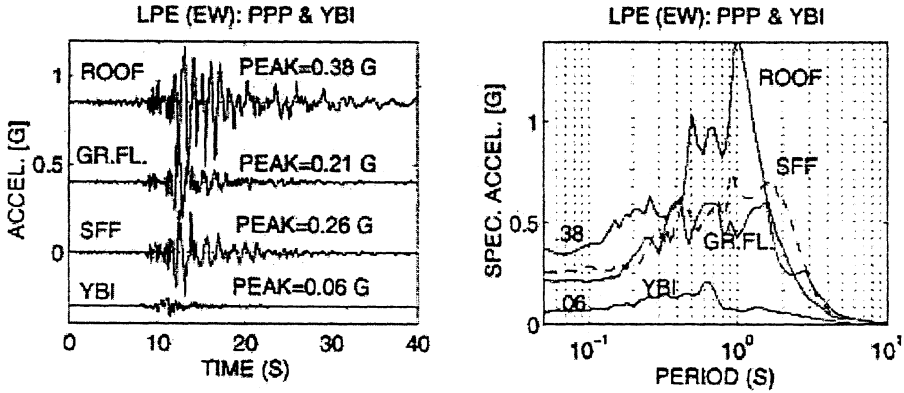 LPE (EW): PPP & YBI
ROOF
PEAK=0.38 G
GR.FL.
PEAK=0.21 G
SFF
PEAK=0.26 G
YBI
PEAK=0.06 G
ACCEL. [G]
1
0.5
0
0 10 20 30 40
TIME (S)
LPE (EW): PPP & YBI
ROOF
SFF
.38
GR.FL.
YBI
.06
SPEC. ACCEL. [G]
1
0.5
0
10⁻¹ 10⁰ 10¹
PERIOD (S)